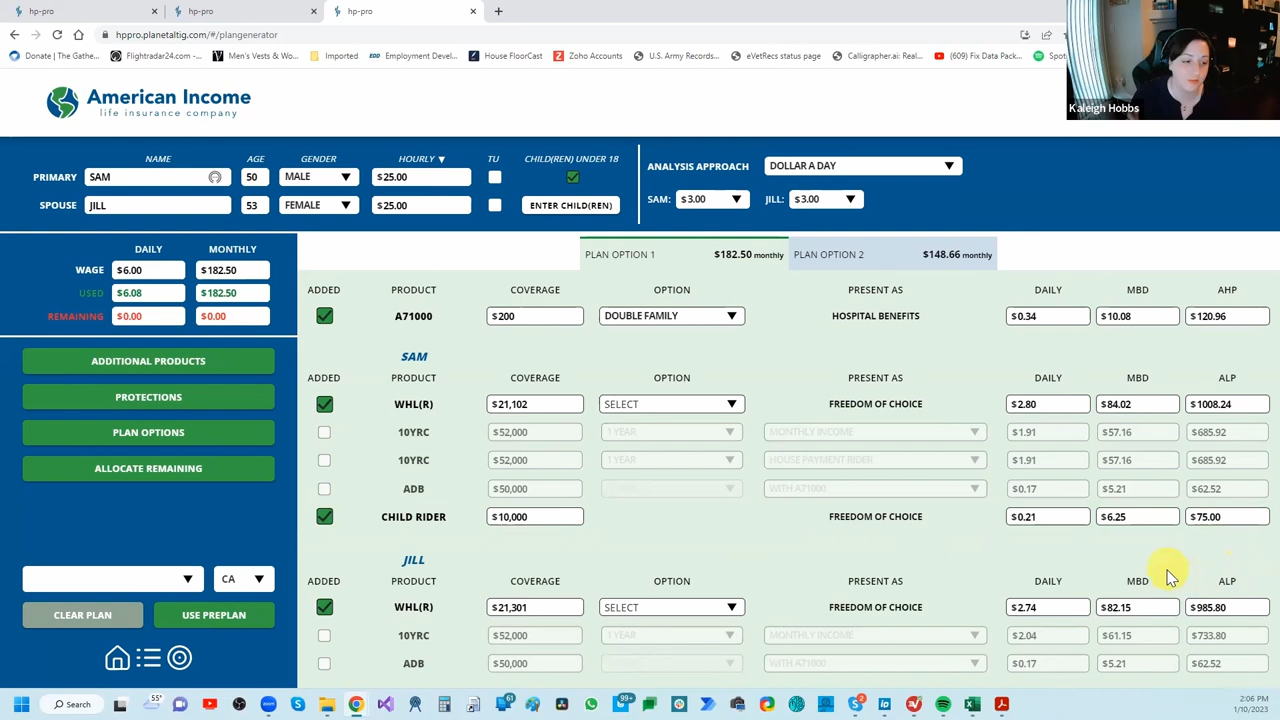 hp-pro
hp-pro
hp-pro
hppro.planetaltig.com/#/plangenerator
Donate | The Gathe...
Flightradar24.com -...
Men's Vests & Wo...
Imported
EDD
Employment Devel...
House FloorCast
Zoho Accounts
U.S. Army Records...
eVetRecs status page
Calligrapher.ai: Real...
(609) Fix Data Pack...
Spot
Kaleigh Hobbs
American Income
life insurance company
NAME AGE GENDER HOURLY ▼ TU CHILD(REN) UNDER 18
PRIMARY SAM 50 MALE $25.00
SPOUSE JILL 53 FEMALE $25.00 ENTER CHILD(REN)
ANALYSIS APPROACH DOLLAR A DAY
SAM: $3.00 JILL: $3.00
DAILY MONTHLY
WAGE $6.00 $182.50
USED $6.08 $182.50
REMAINING $0.00 $0.00
ADDITIONAL PRODUCTS
PROTECTIONS
PLAN OPTIONS
ALLOCATE REMAINING
CA
CLEAR PLAN USE PREPLAN
PLAN OPTION 1 $182.50 monthly PLAN OPTION 2 $148.66 monthly
ADDED PRODUCT COVERAGE OPTION PRESENT AS DAILY MBD AHP
A71000 $200 DOUBLE FAMILY HOSPITAL BENEFITS $0.34 $10.08 $120.96
SAM
ADDED PRODUCT COVERAGE OPTION PRESENT AS DAILY MBD ALP
WHL(R) $21,102 SELECT FREEDOM OF CHOICE $2.80 $84.02 $1008.24
10YRC $52,000 1 YEAR MONTHLY INCOME $1.91 $57.16 $685.92
10YRC $52,000 1 YEAR HOUSE PAYMENT RIDER $1.91 $57.16 $685.92
ADB $50,000 WITH A71000 $0.17 $5.21 $62.52
CHILD RIDER $10,000 FREEDOM OF CHOICE $0.21 $6.25 $75.00
JILL
ADDED PRODUCT COVERAGE OPTION PRESENT AS DAILY MBD ALP
WHL(R) $21,301 SELECT FREEDOM OF CHOICE $2.74 $82.15 $985.80
10YRC $52,000 1 YEAR MONTHLY INCOME $2.04 $61.15 $733.80
ADB $50,000 WITH A71000 $0.17 $5.21 $62.52
Search
55°
61
99+
2
2:06 PM
1/10/2023